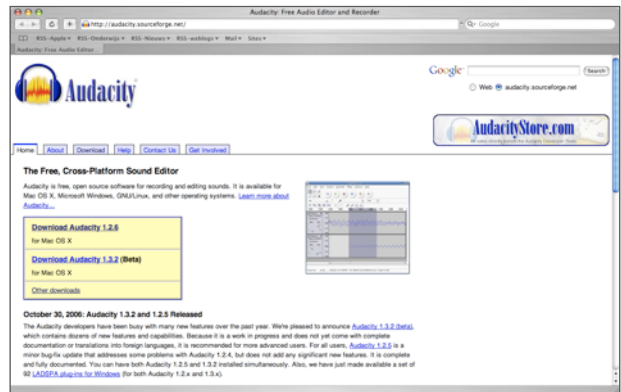 Audacity: Free Audio Editor and Recorder
http://audacity.sourceforge.net/
Google
RSS-Apple RSS-Onderwijs RSS-Nieuws RSS-weblogs Mail Sites
Audacity: Free Audio Editor ...
Google
Search
Web audacity.sourceforge.net
Audacity
AudacityStore.com
Home About Download Help Contact Us Get Involved
The Free, Cross-Platform Sound Editor
Audacity is free, open source software for recording and editing sounds. It is available for
Mac OS X, Microsoft Windows, GNU/Linux, and other operating systems. Learn more about
Audacity...
Download Audacity 1.2.6
for Mac OS X
Download Audacity 1.3.2 (Beta)
for Mac OS X
Other downloads
October 30, 2006: Audacity 1.3.2 and 1.2.5 Released
The Audacity developers have been busy with many new features over the past year. We're pleased to announce Audacity 1.3.2 (beta),
which contains dozens of new features and capabilities. Because it is a work in progress and does not yet come with complete
documentation or translations into foreign languages, it is recommended for more advanced users. For all users, Audacity 1.2.5 is a
minor bug-fix update that addresses some problems with Audacity 1.2.4, but does not add any significant new features. It is complete
and fully documented. You can have both Audacity 1.2.5 and 1.3.2 installed simultaneously. Also, we have just made available a set of
92 LADSPA plug-ins for Windows (for both Audacity 1.2.x and 1.3.x).